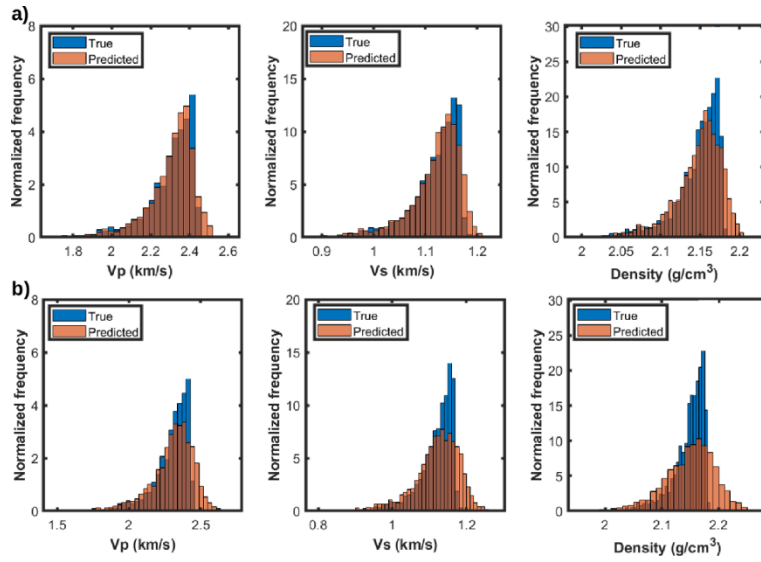 a)
8
6
4
2
0
Normalized frequency
True
Predicted
1.8 2 2.2 2.4 2.6
Vp (km/s)
20
15
10
5
0
Normalized frequency
True
Predicted
0.9 1 1.1 1.2
Vs (km/s)
30
25
20
15
10
5
0
Normalized frequency
True
Predicted
2 2.05 2.1 2.15 2.2
Density (g/cm³)
b)
8
6
4
2
0
Normalized frequency
True
Predicted
1.5 2 2.5
Vp (km/s)
20
15
10
5
0
Normalized frequency
True
Predicted
0.8 1 1.2
Vs (km/s)
30
25
20
15
10
5
0
Normalized frequency
True
Predicted
2 2.1 2.2
Density (g/cm³)